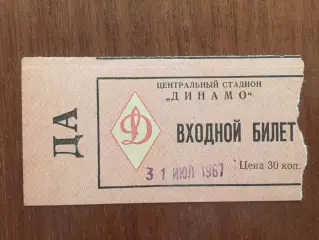 ДА
ЦЕНТРАЛЬНЫЙ СТАДИОН
„ДИНАМО"
Д
ВХОДНОЙ БИЛЕТ
31 ИЮЛ 1967
Цена 30 коп.